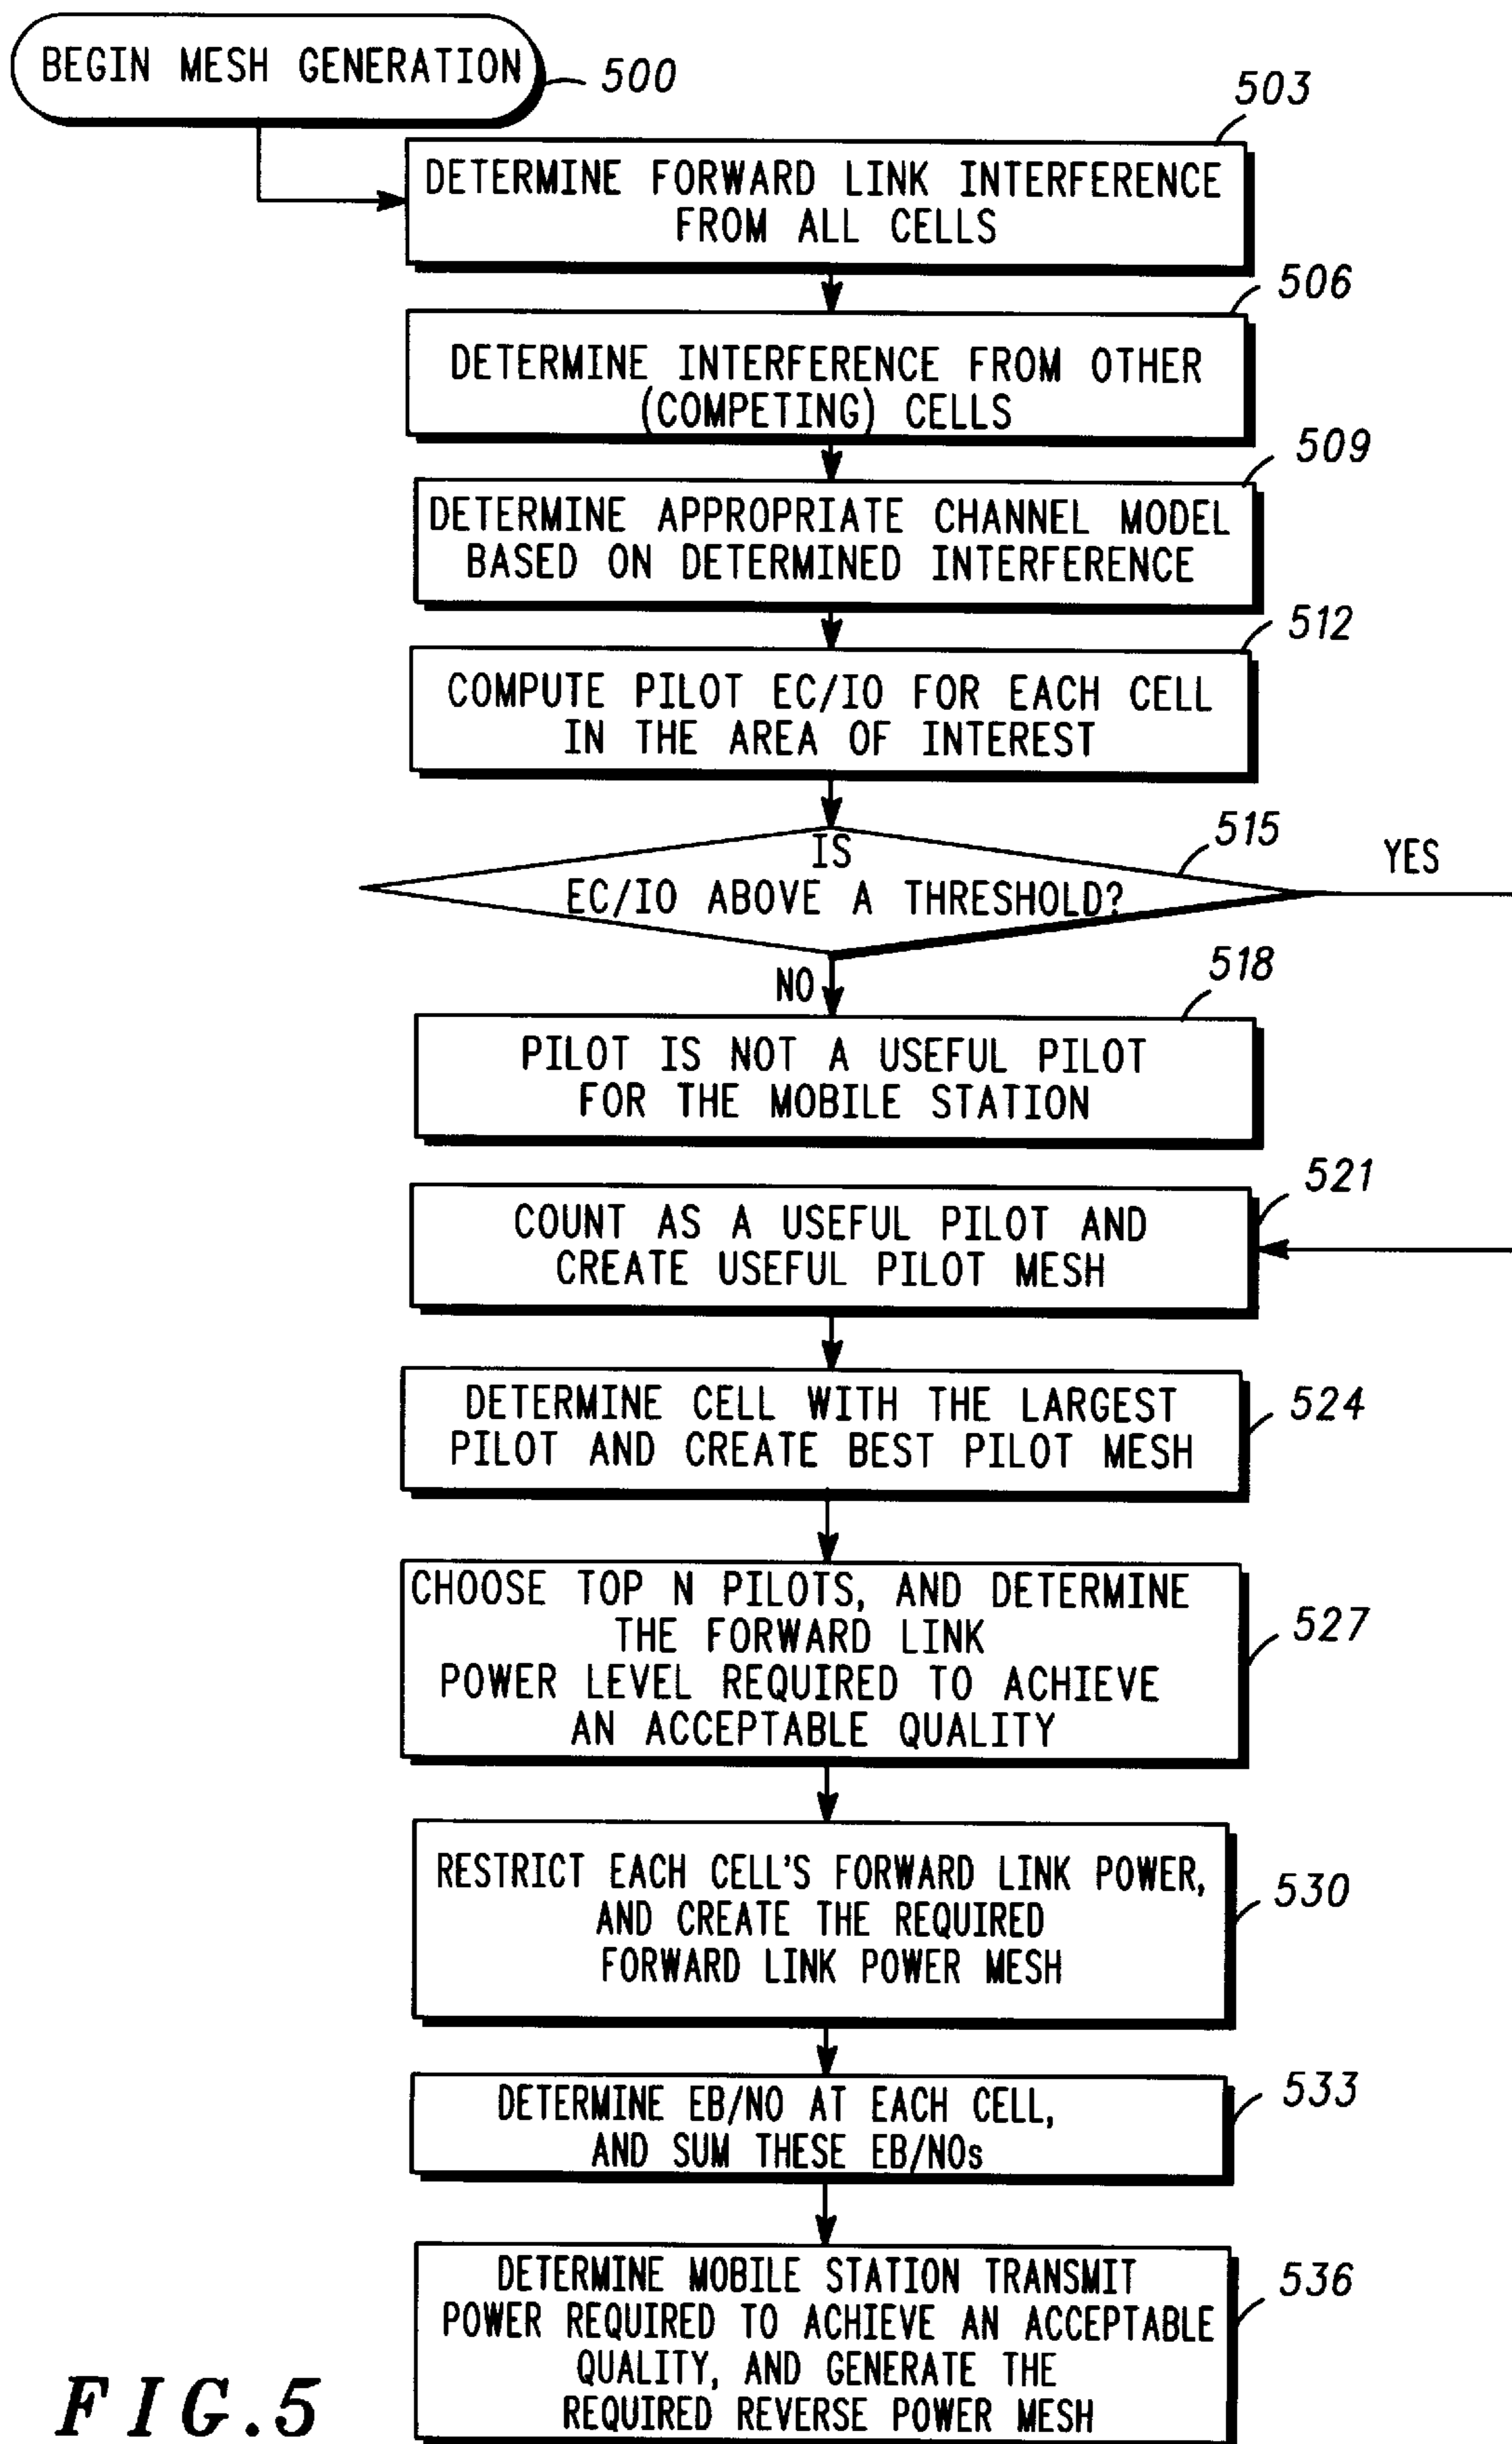 BEGIN MESH GENERATION
500
503
DETERMINE FORWARD LINK INTERFERENCE
FROM ALL CELLS
506
DETERMINE INTERFERENCE FROM OTHER
(COMPETING) CELLS
509
DETERMINE APPROPRIATE CHANNEL MODEL
BASED ON DETERMINED INTERFERENCE
512
COMPUTE PILOT EC/IO FOR EACH CELL
IN THE AREA OF INTEREST
515
IS
EC/IO ABOVE A THRESHOLD?
YES
NO
518
PILOT IS NOT A USEFUL PILOT
FOR THE MOBILE STATION
521
COUNT AS A USEFUL PILOT AND
CREATE USEFUL PILOT MESH
DETERMINE CELL WITH THE LARGEST
PILOT AND CREATE BEST PILOT MESH
524
CHOOSE TOP N PILOTS, AND DETERMINE
THE FORWARD LINK
POWER LEVEL REQUIRED TO ACHIEVE
AN ACCEPTABLE QUALITY
527
RESTRICT EACH CELL'S FORWARD LINK POWER,
AND CREATE THE REQUIRED
FORWARD LINK POWER MESH
530
DETERMINE EB/NO AT EACH CELL,
AND SUM THESE EB/NOs
533
DETERMINE MOBILE STATION TRANSMIT
POWER REQUIRED TO ACHIEVE AN ACCEPTABLE
QUALITY, AND GENERATE THE
REQUIRED REVERSE POWER MESH
536
FIG.5